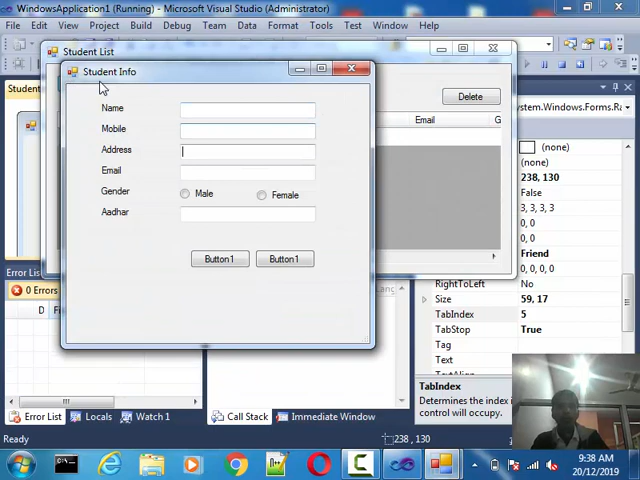 WindowsApplication1 (Running) - Microsoft Visual Studio (Administrator)
File Edit View Project Build Debug Team Data Format Tools Test Window Help
Student List
Student Info
Delete
Email
Name
Mobile
Address
Email
Gender Male Female
Aadhar
Button1 Button1
Student
(none)
(none)
238, 130
False
3, 3, 3, 3
0, 0
0, 0
Friend
0, 0, 0, 0
RightToLeft No
Size 59, 17
TabIndex 5
TabStop True
Tag
Text
TabIndex
Determines the index i
control will occupy.
Error List
0 Errors
D
Error List Locals Watch 1
Call Stack Immediate Window
Ready
238 , 130
9:38 AM
20/12/2019